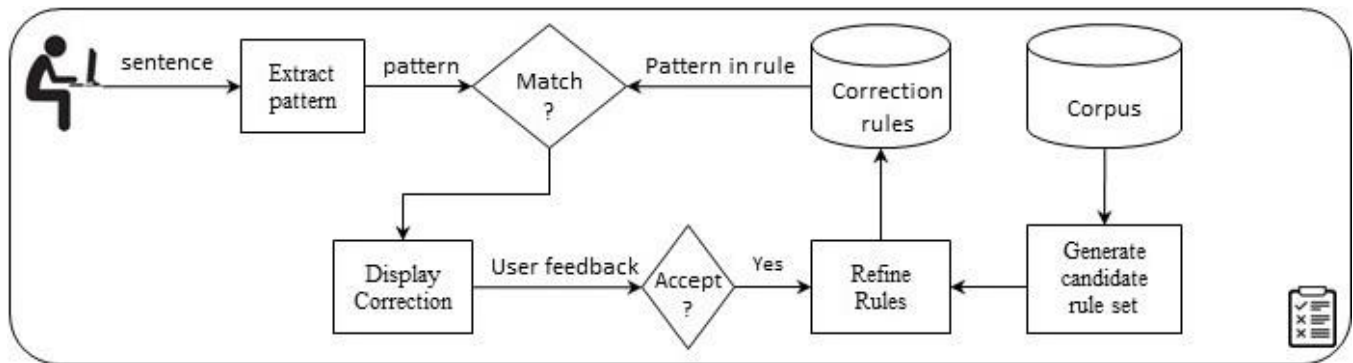 sentence
Extract
pattern
pattern
Match
?
Pattern in rule
Correction
rules
Corpus
Display
Correction
User feedback
Accept
?
Yes
Refine
Rules
Generate
candidate
rule set